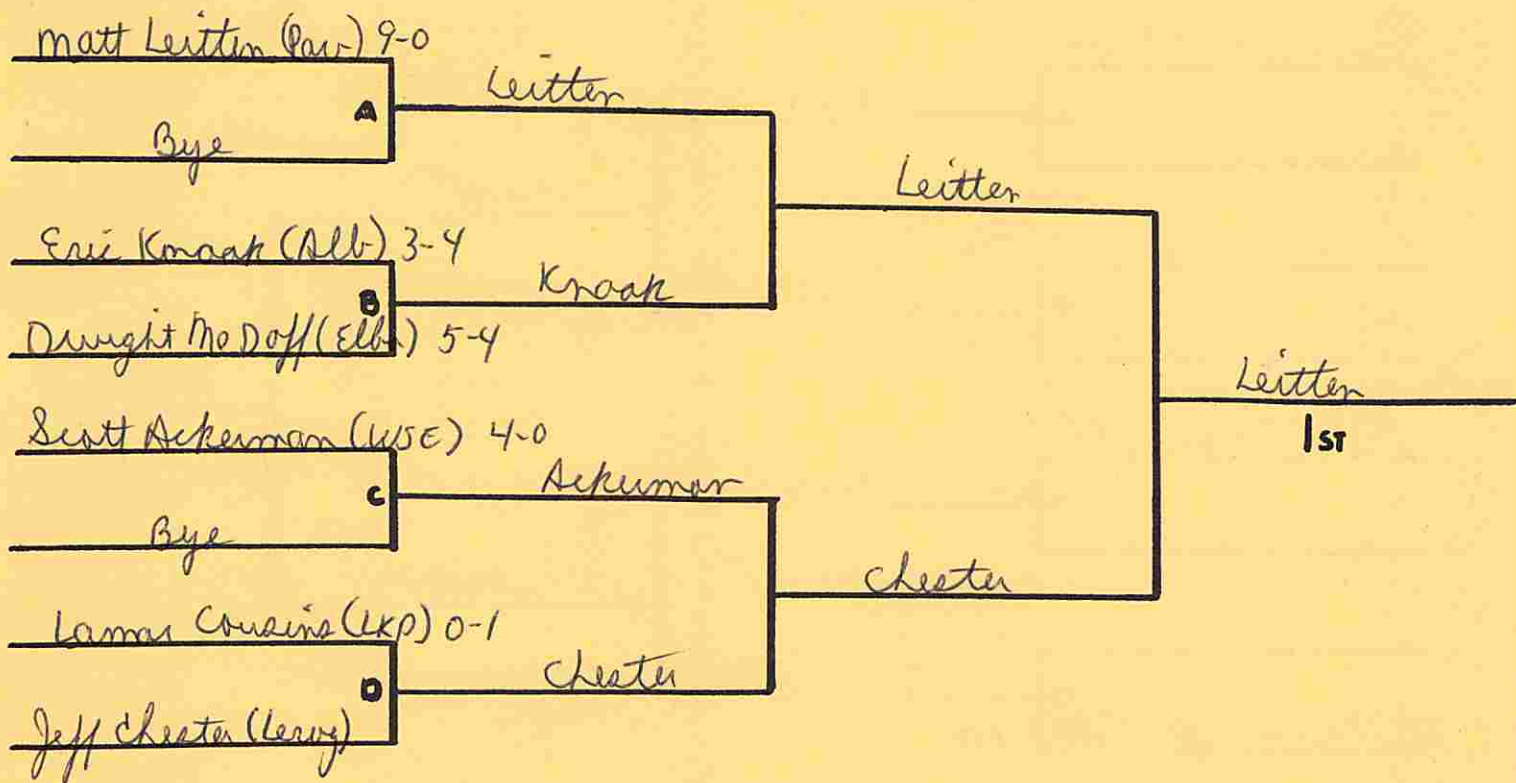 Matt Leitten (Pav) 9-0
Leitten
A
Bye
Leitten
Eric Knaak (Alb) 3-4
Knaak
B
Dwight McDoff (Elba) 5-4
Leitten
1ST
Scott Ackerman (WSE) 4-0
Ackerman
C
Bye
Chester
Lamar Cousins (LKP) 0-1
Chester
D
Jeff Chester (Leroy)